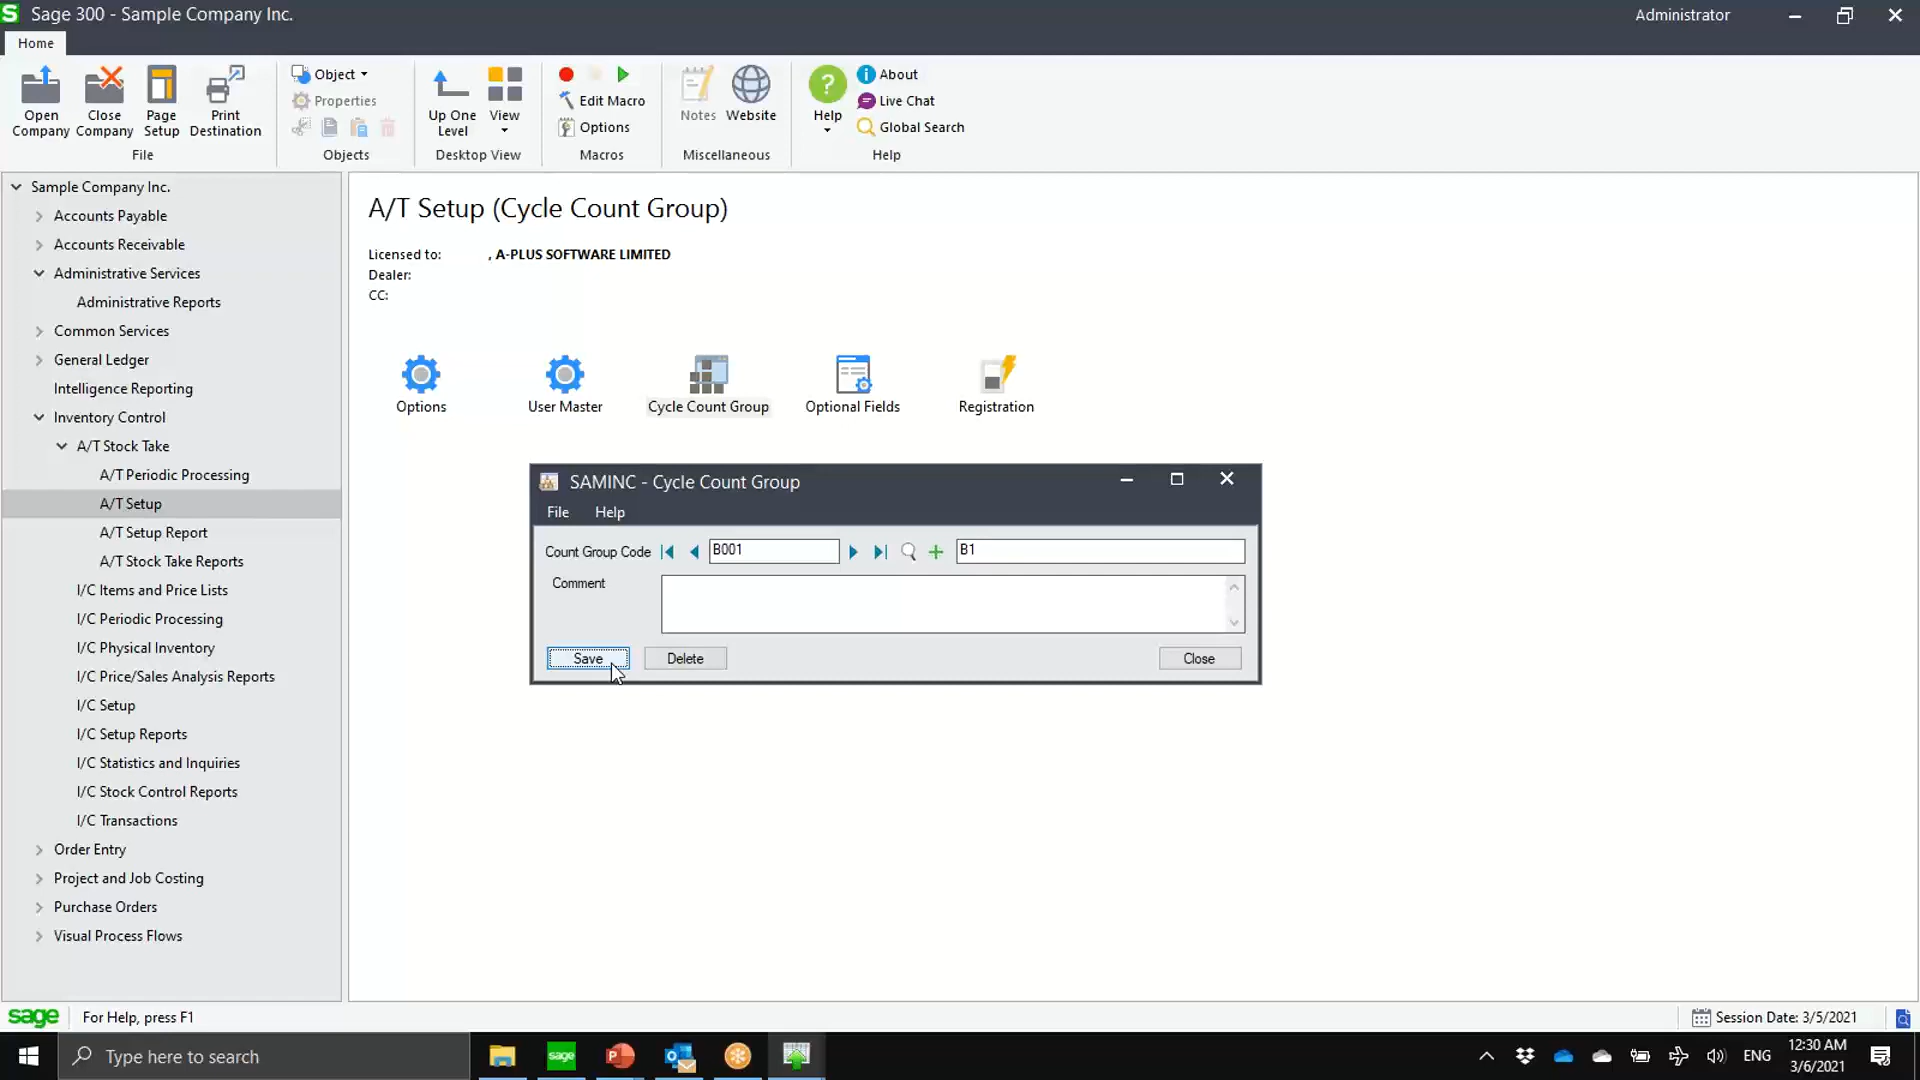 Sage 300 - Sample Company Inc.
Administrator
Home
Open Company
Close Company
Page Setup
Print Destination
File
Object
Properties
Objects
Up One Level
View
Desktop View
Edit Macro
Options
Macros
Notes
Website
Miscellaneous
Help
About
Live Chat
Global Search
Help
Sample Company Inc.
Accounts Payable
Accounts Receivable
Administrative Services
Administrative Reports
Common Services
General Ledger
Intelligence Reporting
Inventory Control
A/T Stock Take
A/T Periodic Processing
A/T Setup
A/T Setup Report
A/T Stock Take Reports
I/C Items and Price Lists
I/C Periodic Processing
I/C Physical Inventory
I/C Price/Sales Analysis Reports
I/C Setup
I/C Setup Reports
I/C Statistics and Inquiries
I/C Stock Control Reports
I/C Transactions
Order Entry
Project and Job Costing
Purchase Orders
Visual Process Flows
A/T Setup (Cycle Count Group)
Licensed to: , A-PLUS SOFTWARE LIMITED
Dealer:
CC:
Options
User Master
Cycle Count Group
Optional Fields
Registration
SAMINC - Cycle Count Group
File Help
Count Group Code B001 B1
Comment
Save Delete Close
sage For Help, press F1
Session Date: 3/5/2021
Type here to search
sage
ENG
12:30 AM
3/6/2021